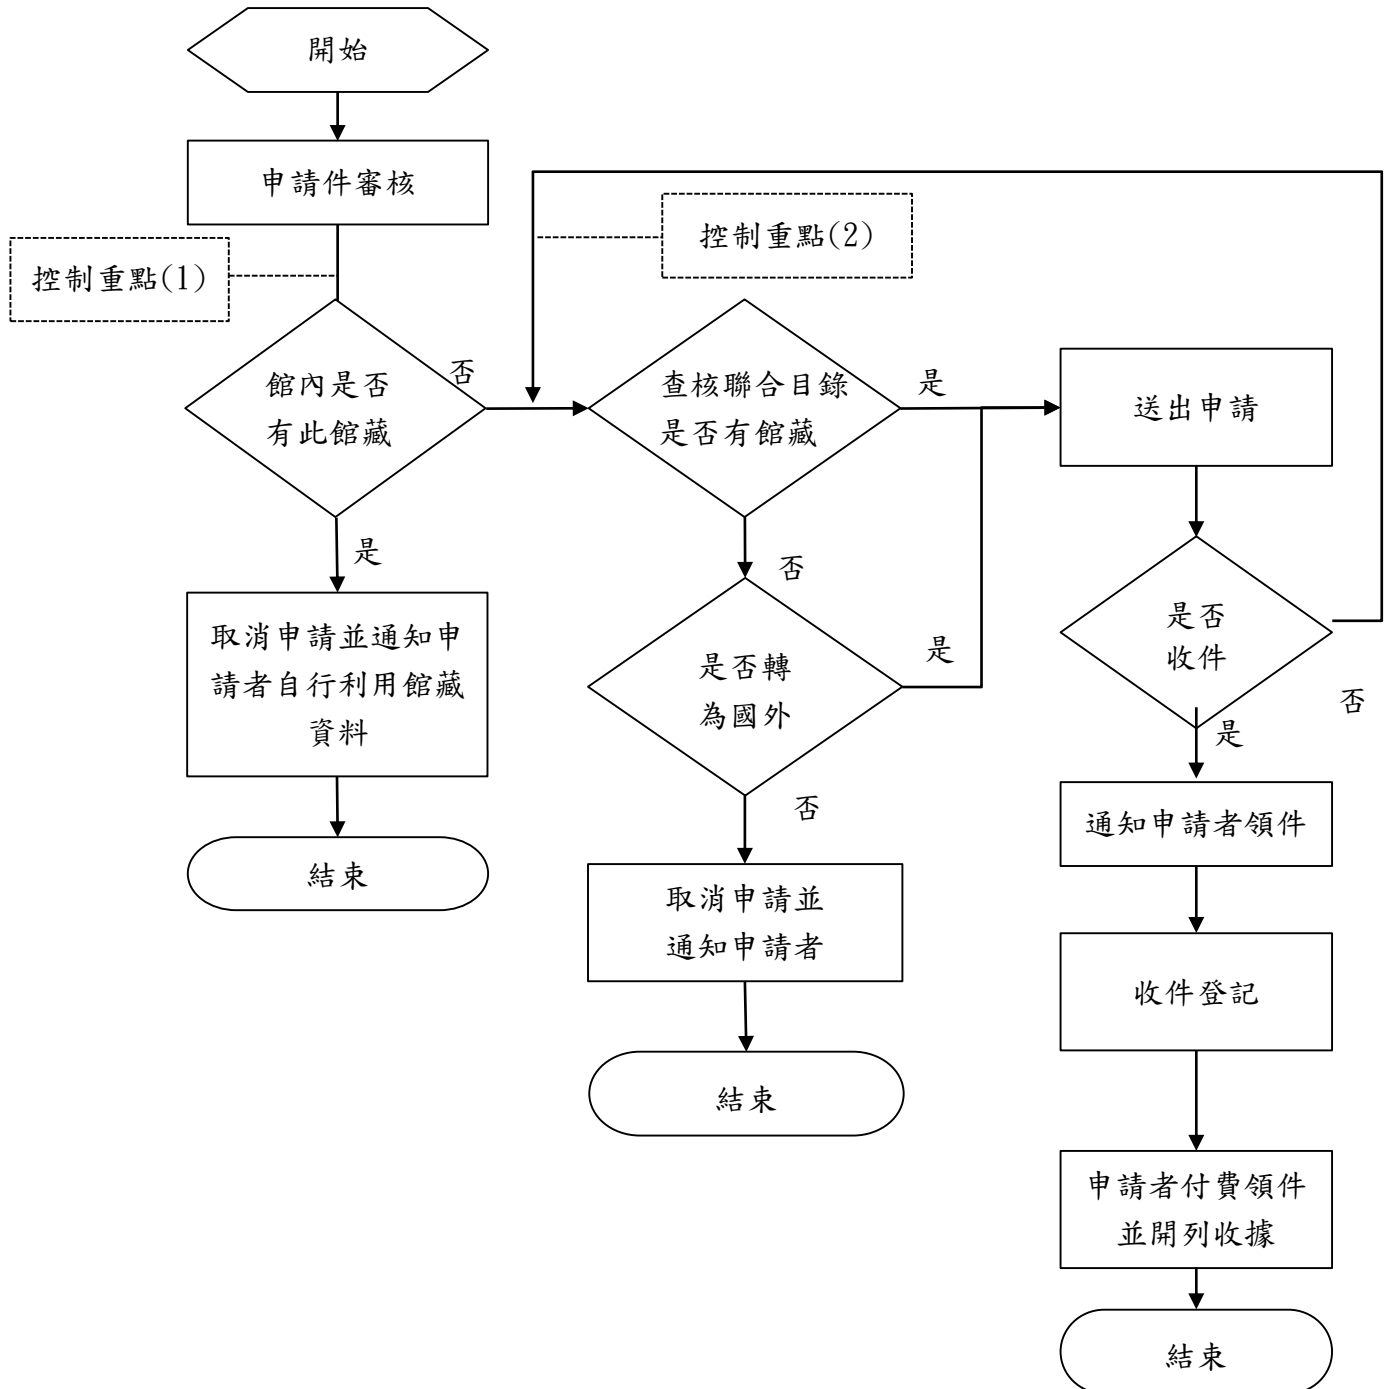 開始
申請件審核
控制重點(1)
控制重點(2)
館內是否
有此館藏
否
是
取消申請並通知申
請者自行利用館藏
資料
結束
查核聯合目錄
是否有館藏
是
否
是否轉
為國外
是
否
取消申請並
通知申請者
結束
送出申請
是否
收件
否
是
通知申請者領件
收件登記
申請者付費領件
並開列收據
結束